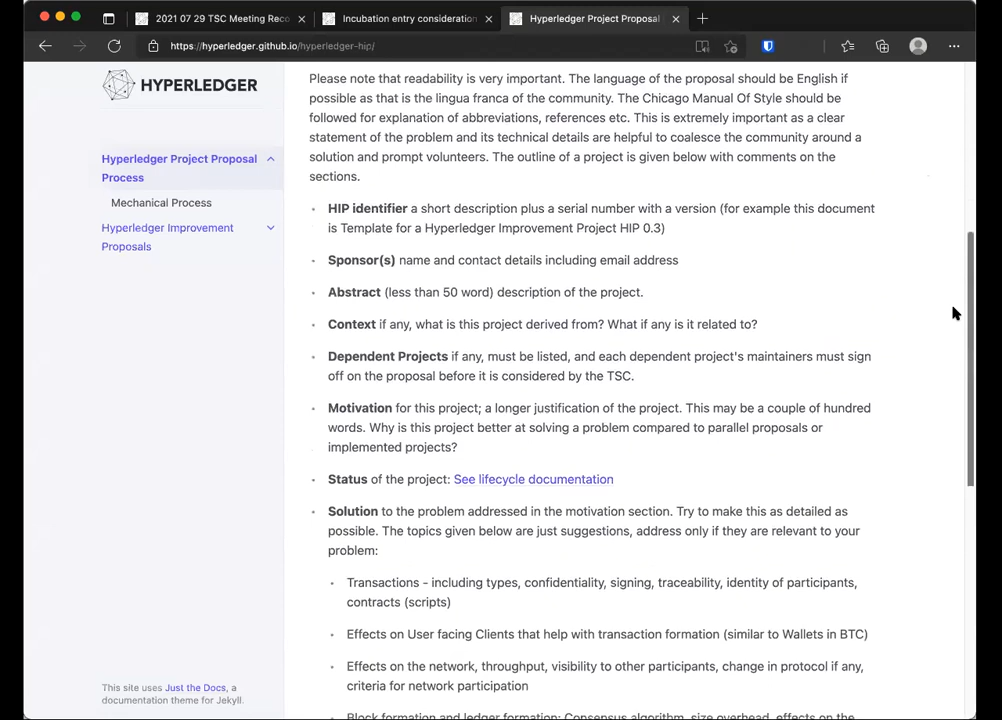 2021 07 29 TSC Meeting Reco
Incubation entry consideration
Hyperledger Project Proposal
https://hyperledger.github.io/hyperledger-hip/
HYPERLEDGER
Hyperledger Project Proposal
Process
Mechanical Process
Hyperledger Improvement
Proposals
This site uses Just the Docs, a
documentation theme for Jekyll.
Please note that readability is very important. The language of the proposal should be English if
possible as that is the lingua franca of the community. The Chicago Manual Of Style should be
followed for explanation of abbreviations, references etc. This is extremely important as a clear
statement of the problem and its technical details are helpful to coalesce the community around a
solution and prompt volunteers. The outline of a project is given below with comments on the
sections.
HIP identifier a short description plus a serial number with a version (for example this document
is Template for a Hyperledger Improvement Project HIP 0.3)
Sponsor(s) name and contact details including email address
Abstract (less than 50 word) description of the project.
Context if any, what is this project derived from? What if any is it related to?
Dependent Projects if any, must be listed, and each dependent project's maintainers must sign
off on the proposal before it is considered by the TSC.
Motivation for this project; a longer justification of the project. This may be a couple of hundred
words. Why is this project better at solving a problem compared to parallel proposals or
implemented projects?
Status of the project: See lifecycle documentation
Solution to the problem addressed in the motivation section. Try to make this as detailed as
possible. The topics given below are just suggestions, address only if they are relevant to your
problem:
Transactions - including types, confidentiality, signing, traceability, identity of participants,
contracts (scripts)
Effects on User facing Clients that help with transaction formation (similar to Wallets in BTC)
Effects on the network, throughput, visibility to other participants, change in protocol if any,
criteria for network participation
Block formation and ledger formation: Consensus algorithm, size overhead, effects on the